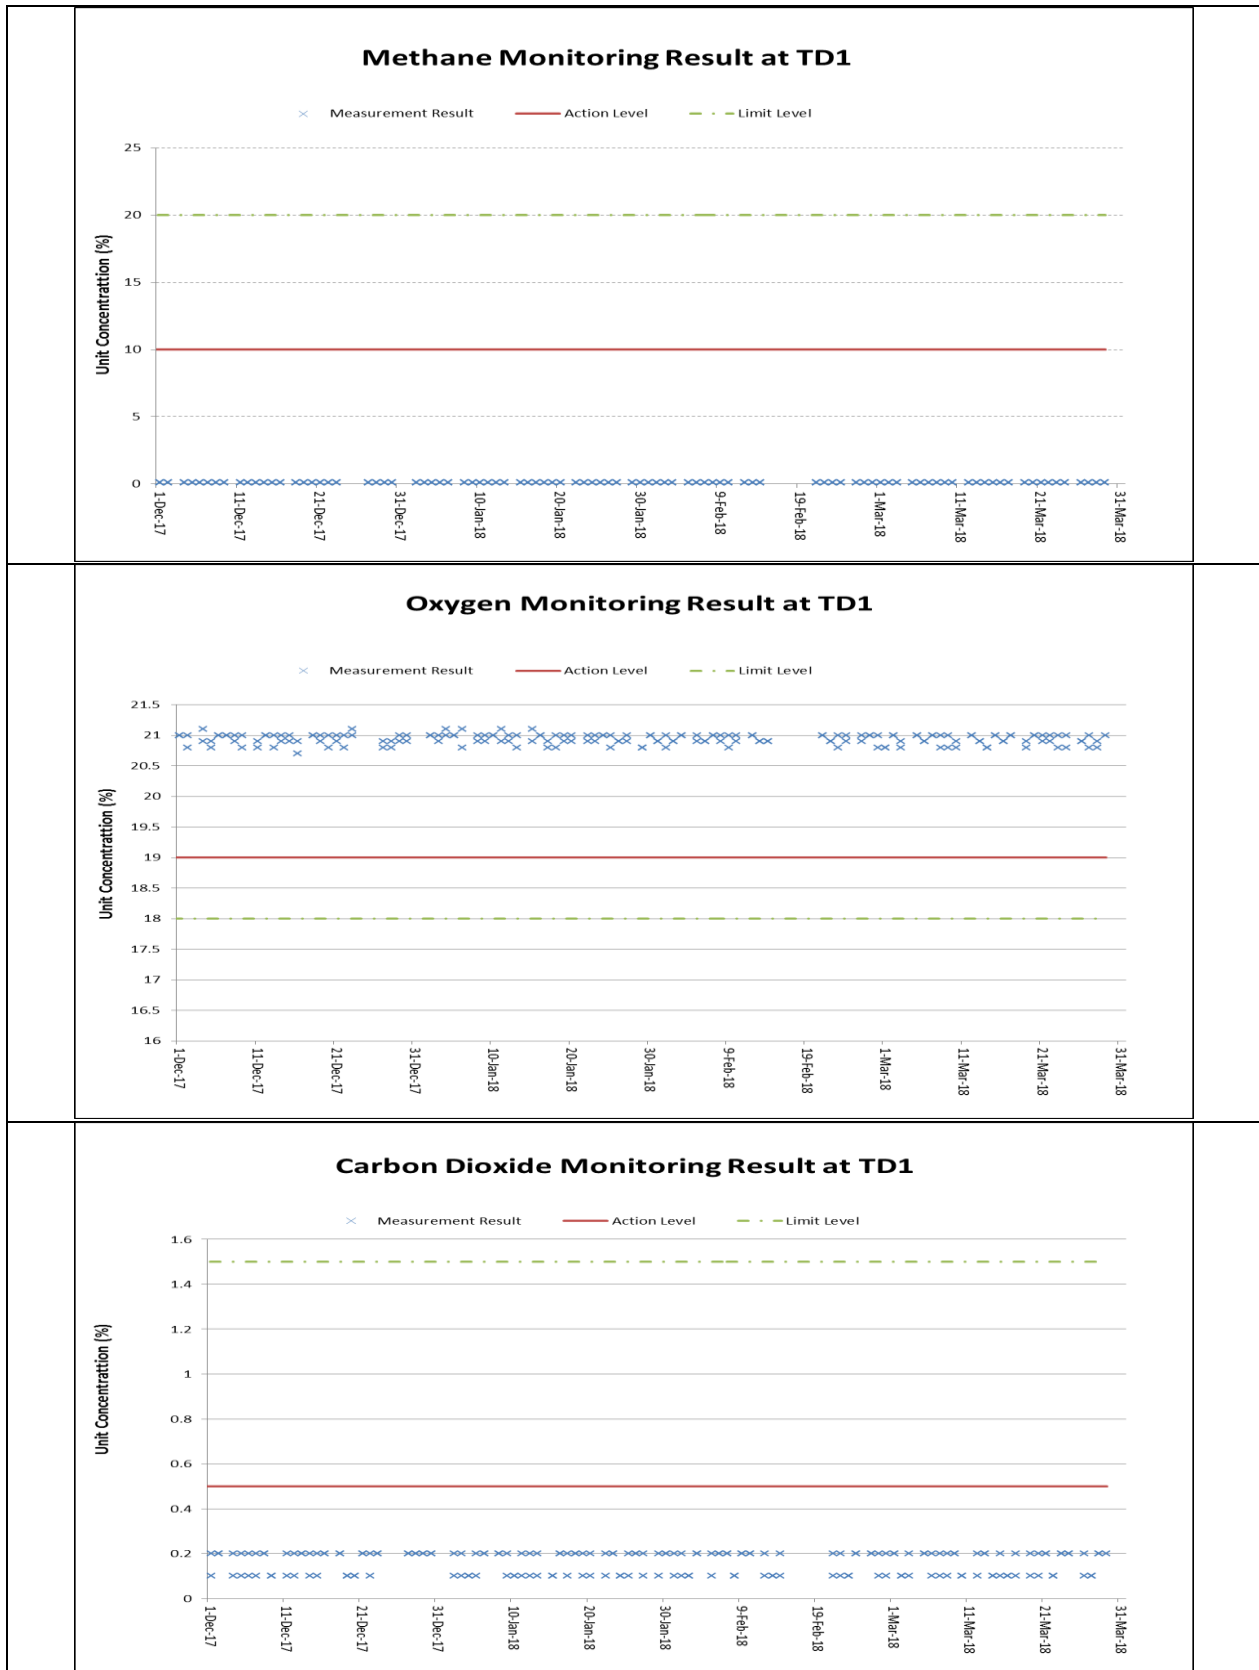 Methane Monitoring Result at TD1
Measurement Result Action Level Limit Level
Unit Concentrattion (%)
25
20
15
10
5
0
1-Dec-17 11-Dec-17 21-Dec-17 31-Dec-17 10-Jan-18 20-Jan-18 30-Jan-18 9-Feb-18 19-Feb-18 1-Mar-18 11-Mar-18 21-Mar-18 31-Mar-18
Oxygen Monitoring Result at TD1
Measurement Result Action Level Limit Level
Unit Concentrattion (%)
21.5
21
20.5
20
19.5
19
18.5
18
17.5
17
16.5
16
1-Dec-17 11-Dec-17 21-Dec-17 31-Dec-17 10-Jan-18 20-Jan-18 30-Jan-18 9-Feb-18 19-Feb-18 1-Mar-18 11-Mar-18 21-Mar-18 31-Mar-18
Carbon Dioxide Monitoring Result at TD1
Measurement Result Action Level Limit Level
Unit Concentrattion (%)
1.6
1.4
1.2
1
0.8
0.6
0.4
0.2
0
1-Dec-17 11-Dec-17 21-Dec-17 31-Dec-17 10-Jan-18 20-Jan-18 30-Jan-18 9-Feb-18 19-Feb-18 1-Mar-18 11-Mar-18 21-Mar-18 31-Mar-18